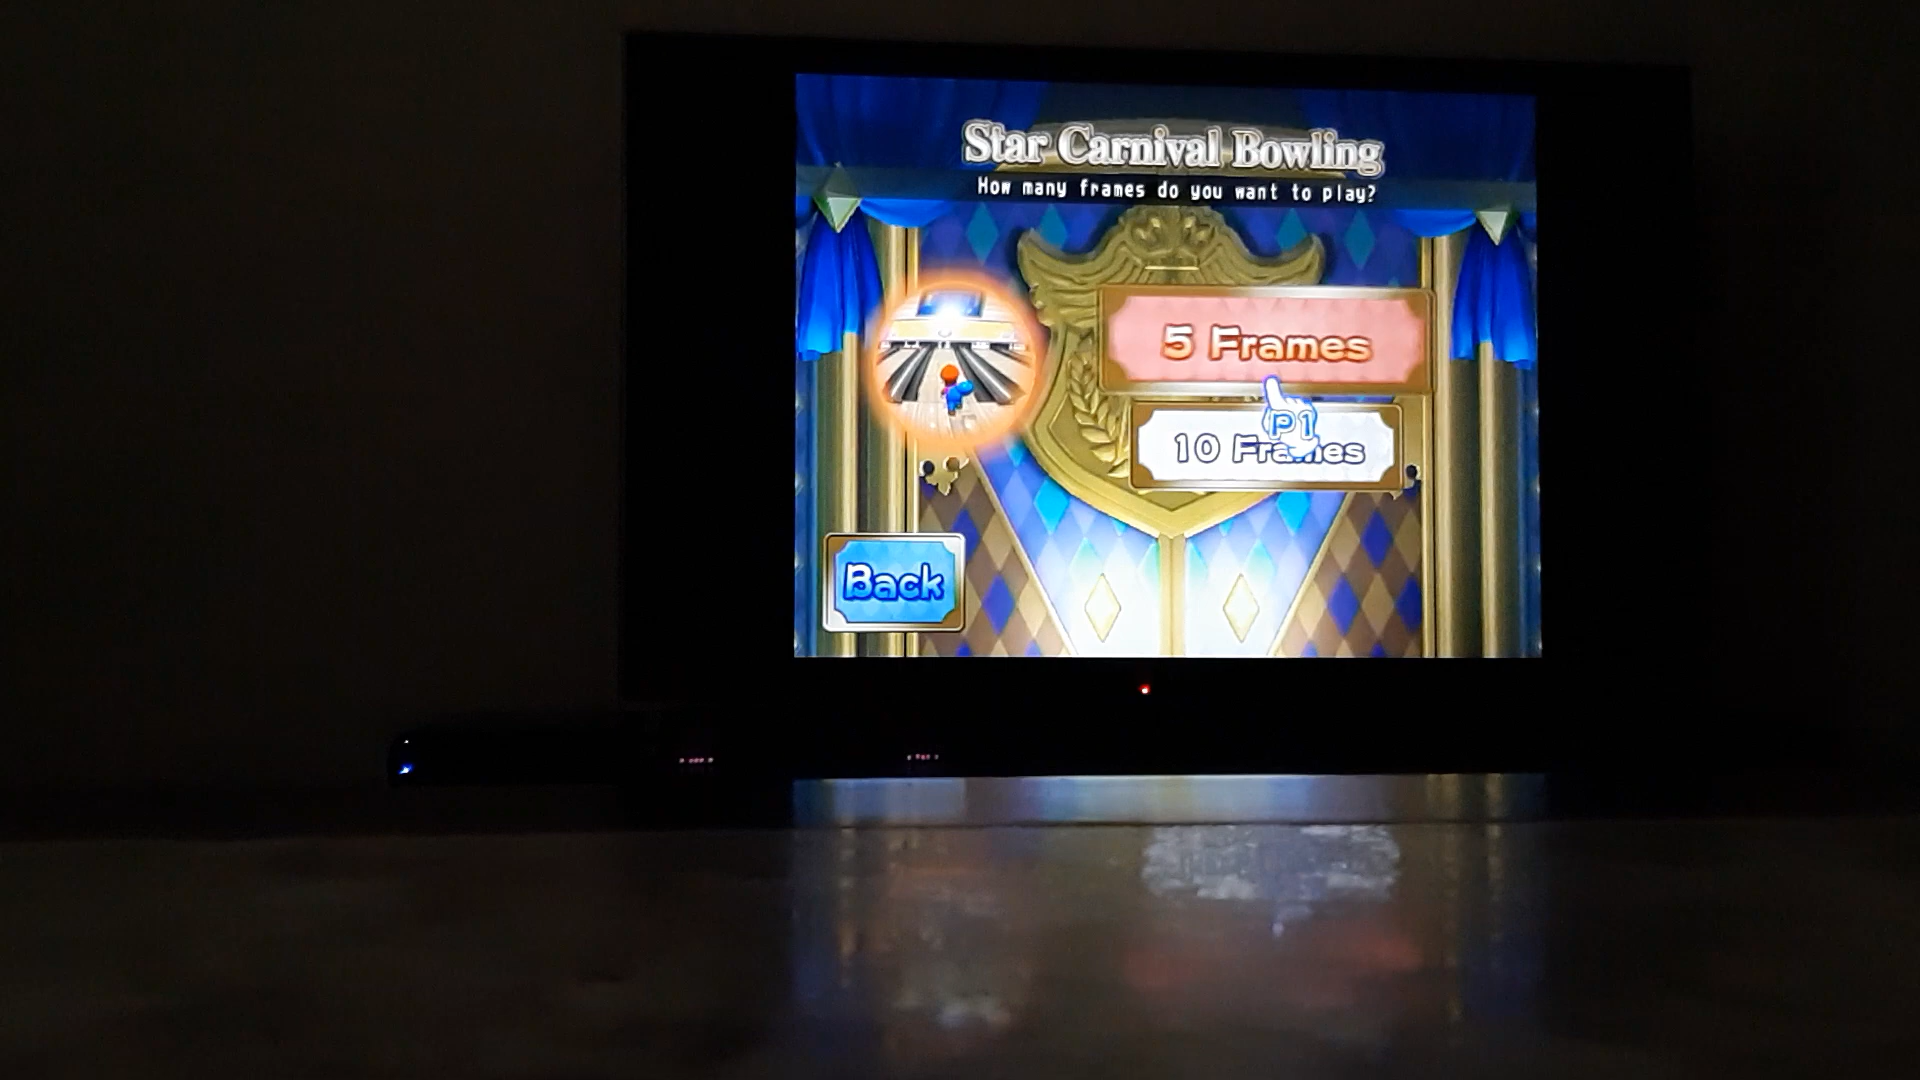 Star Carnival Bowling
How many frames do you want to play?
5 Frames
P1
10 Frames
Back